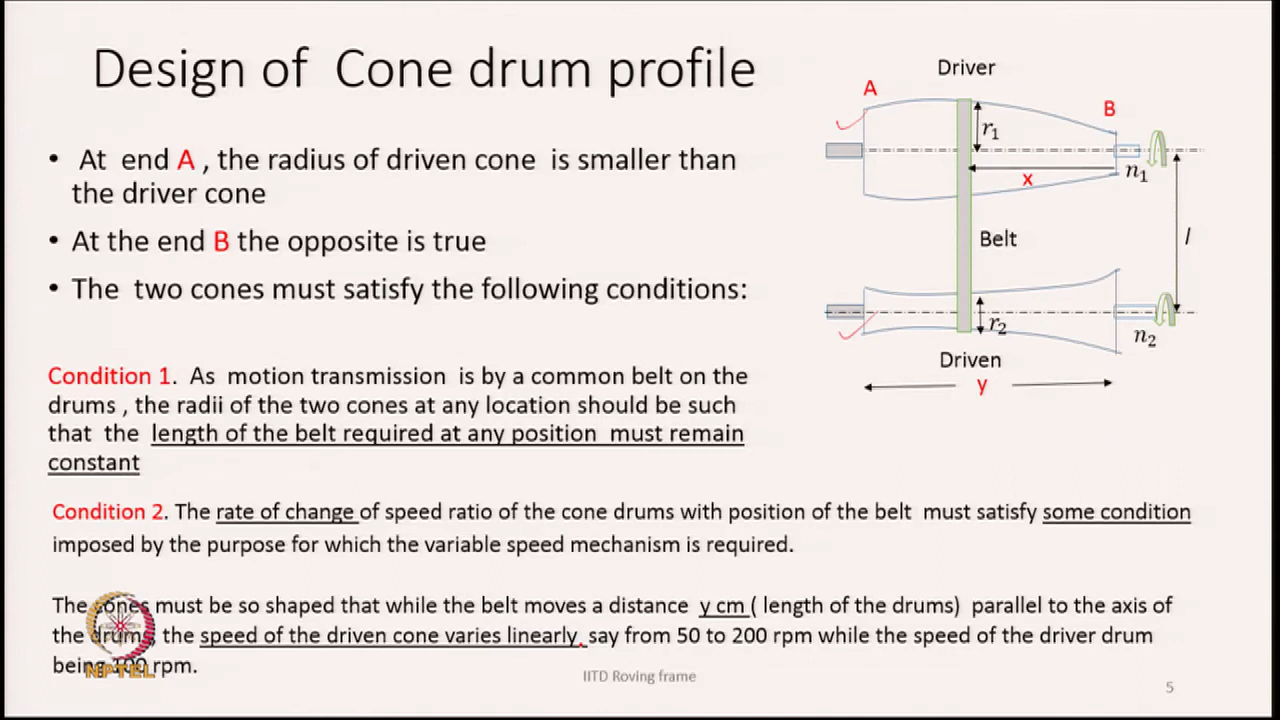 Design of Cone drum profile
• At end A , the radius of driven cone is smaller than
the driver cone
• At the end B the opposite is true
• The two cones must satisfy the following conditions:
Condition 1. As motion transmission is by a common belt on the
drums , the radii of the two cones at any location should be such
that the length of the belt required at any position must remain
constant
Driver
A
B
r₁
x
n₁
Belt
l
r₂
n₂
Driven
y
Condition 2. The rate of change of speed ratio of the cone drums with position of the belt must satisfy some condition
imposed by the purpose for which the variable speed mechanism is required.
The cones must be so shaped that while the belt moves a distance y cm ( length of the drums) parallel to the axis of
the drums, the speed of the driven cone varies linearly, say from 50 to 200 rpm while the speed of the driver drum
being 100 rpm.
NPTEL
IITD Roving frame
5